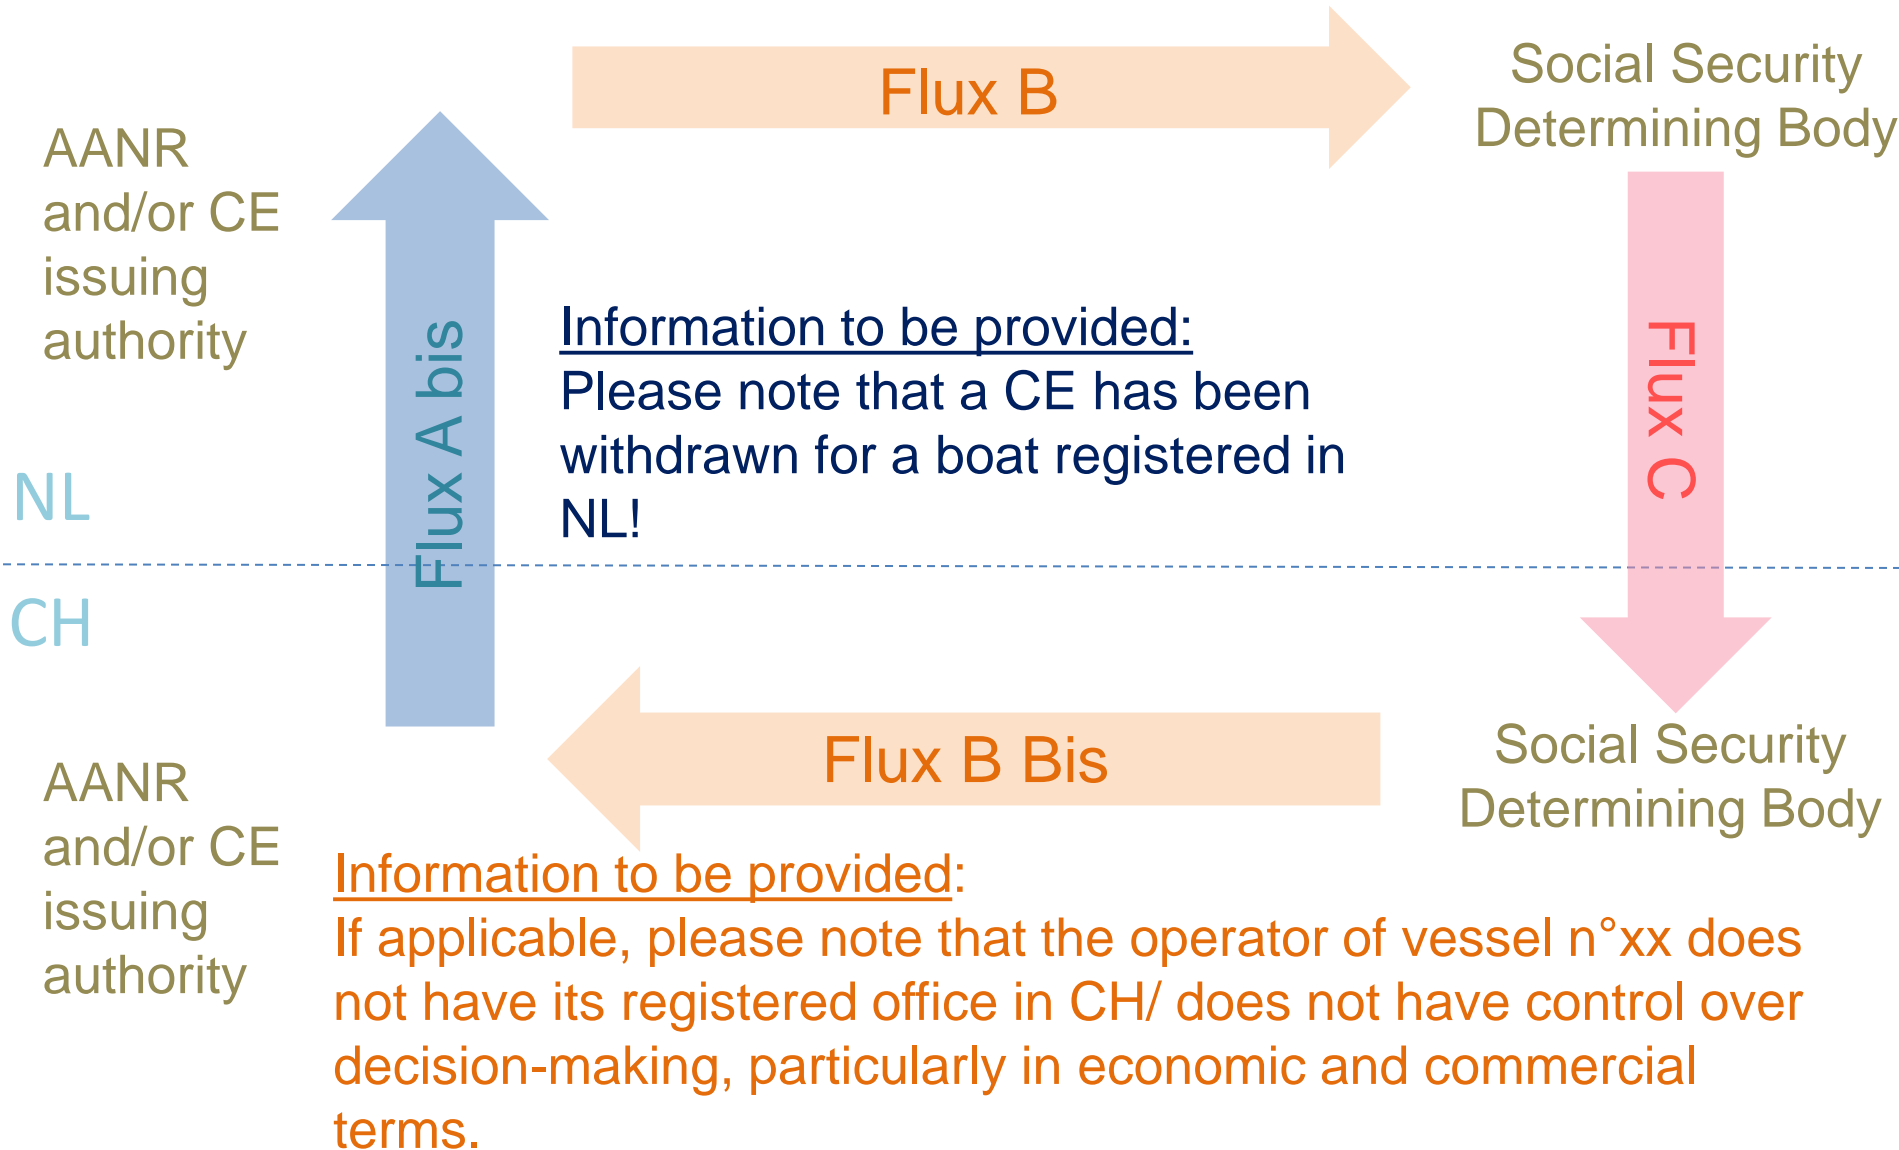 Flux B
Social Security
Determining Body
AANR
and/or CE
issuing
authority
Flux A bis
Information to be provided:
Please note that a CE has been
withdrawn for a boat registered in
NL!
Flux C
NL
CH
Flux B Bis
Social Security
Determining Body
AANR
and/or CE
issuing
authority
Information to be provided:
If applicable, please note that the operator of vessel n°xx does
not have its registered office in CH/ does not have control over
decision-making, particularly in economic and commercial
terms.